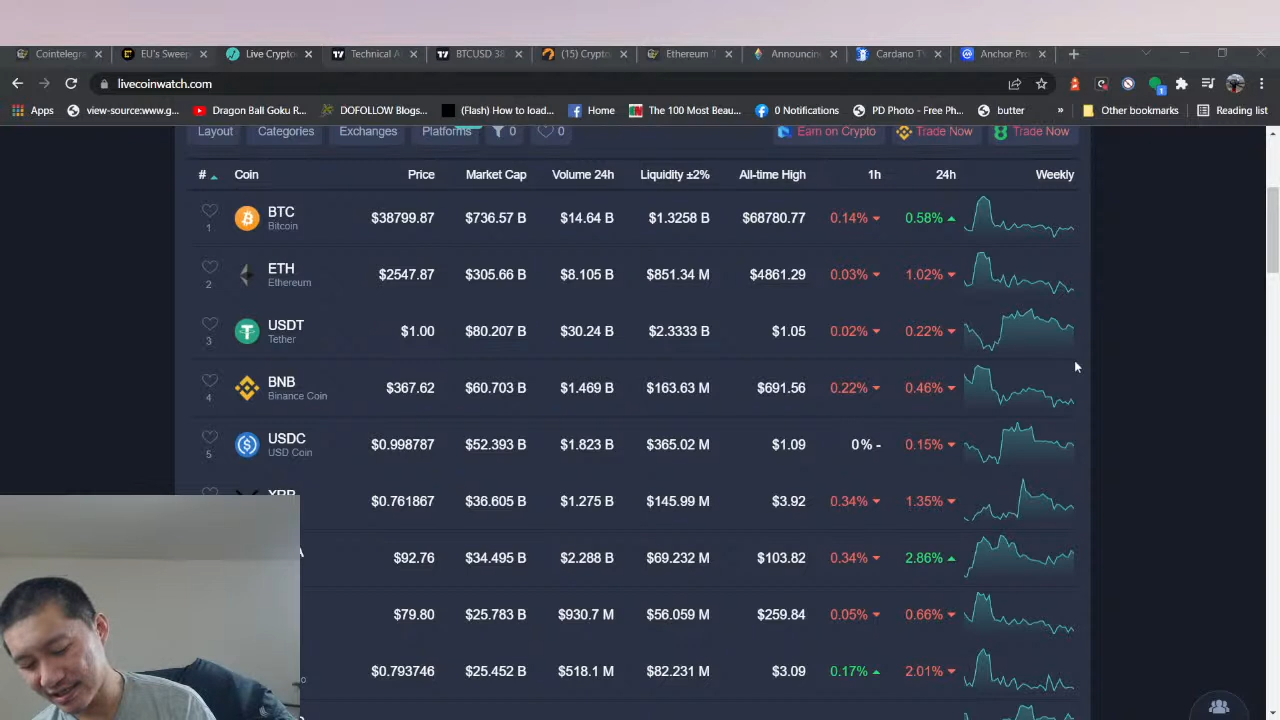 Cointelegr
EU's Sweep
Live Crypto
Technical A
BTCUSD 38
(15) Crypto
Ethereum
Announcin
Cardano T
Anchor Pro
livecoinwatch.com
Apps
view-source:www.g...
Dragon Ball Goku R...
DOFOLLOW Blogs...
(Flash) How to load...
Home
The 100 Most Beau...
0 Notifications
PD Photo - Free Ph...
butter
»
Other bookmarks
Reading list
Layout
Categories
Exchanges
Platforms
0
0
Earn on Crypto
Trade Now
Trade Now
# Coin Price Market Cap Volume 24h Liquidity ±2% All-time High 1h 24h Weekly
BTC $38799.87 $736.57 B $14.64 B $1.3258 B $68780.77 0.14% 0.58%
1 Bitcoin
ETH $2547.87 $305.66 B $8.105 B $851.34 M $4861.29 0.03% 1.02%
2 Ethereum
USDT $1.00 $80.207 B $30.24 B $2.3333 B $1.05 0.02% 0.22%
3 Tether
BNB $367.62 $60.703 B $1.469 B $163.63 M $691.56 0.22% 0.46%
4 Binance Coin
USDC $0.998787 $52.393 B $1.823 B $365.02 M $1.09 0% - 0.15%
5 USD Coin
XRP $0.761867 $36.605 B $1.275 B $145.99 M $3.92 0.34% 1.35%
$92.76 $34.495 B $2.288 B $69.232 M $103.82 0.34% 2.86%
$79.80 $25.783 B $930.7 M $56.059 M $259.84 0.05% 0.66%
$0.793746 $25.452 B $518.1 M $82.231 M $3.09 0.17% 2.01%